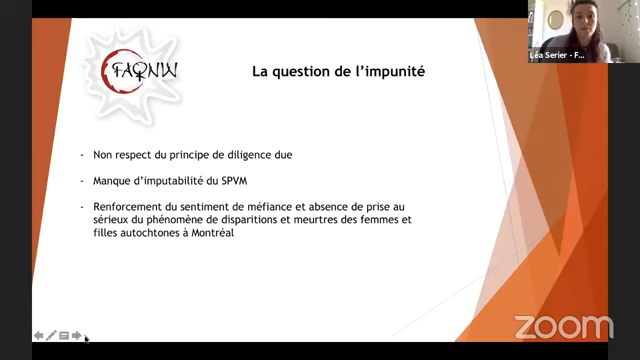 FAQNW
La question de l’impunité
Léa Serier - F...
- Non respect du principe de diligence due
- Manque d’imputabilité du SPVM
- Renforcement du sentiment de méfiance et absence de prise au
sérieux du phénomène de disparitions et meurtres des femmes et
filles autochtones à Montréal
zoom